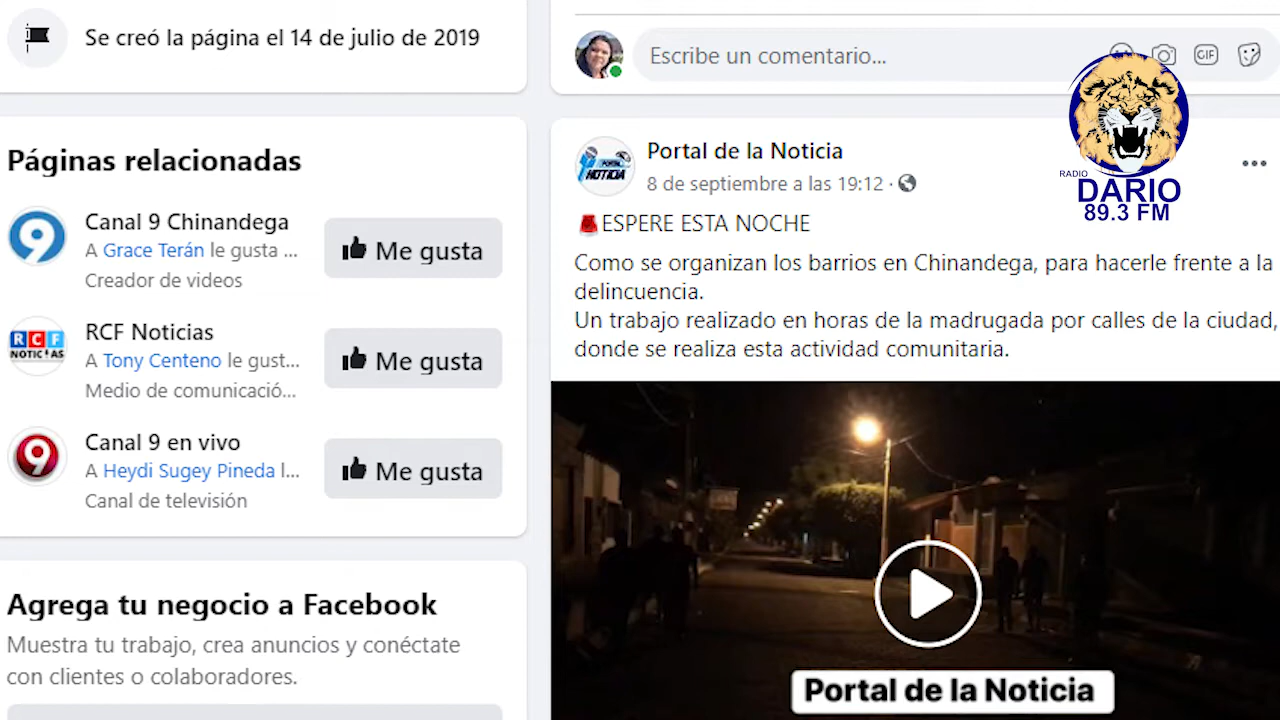 Se creó la página el 14 de julio de 2019
Páginas relacionadas
Canal 9 Chinandega
A Grace Terán le gusta ...
Creador de videos
Me gusta
RCF
NOTICIAS
RCF Noticias
A Tony Centeno le gust...
Medio de comunicació...
Me gusta
9
Canal 9 en vivo
A Heydi Sugey Pineda l...
Canal de televisión
Me gusta
Agrega tu negocio a Facebook
Muestra tu trabajo, crea anuncios y conéctate
con clientes o colaboradores.
Escribe un comentario...
GIF
RADIO
DARIO
89.3 FM
PORTAL
NOTICIA
Portal de la Noticia
8 de septiembre a las 19:12 ·
ESPERE ESTA NOCHE
Como se organizan los barrios en Chinandega, para hacerle frente a la
delincuencia.
Un trabajo realizado en horas de la madrugada por calles de la ciudad,
donde se realiza esta actividad comunitaria.
Portal de la Noticia